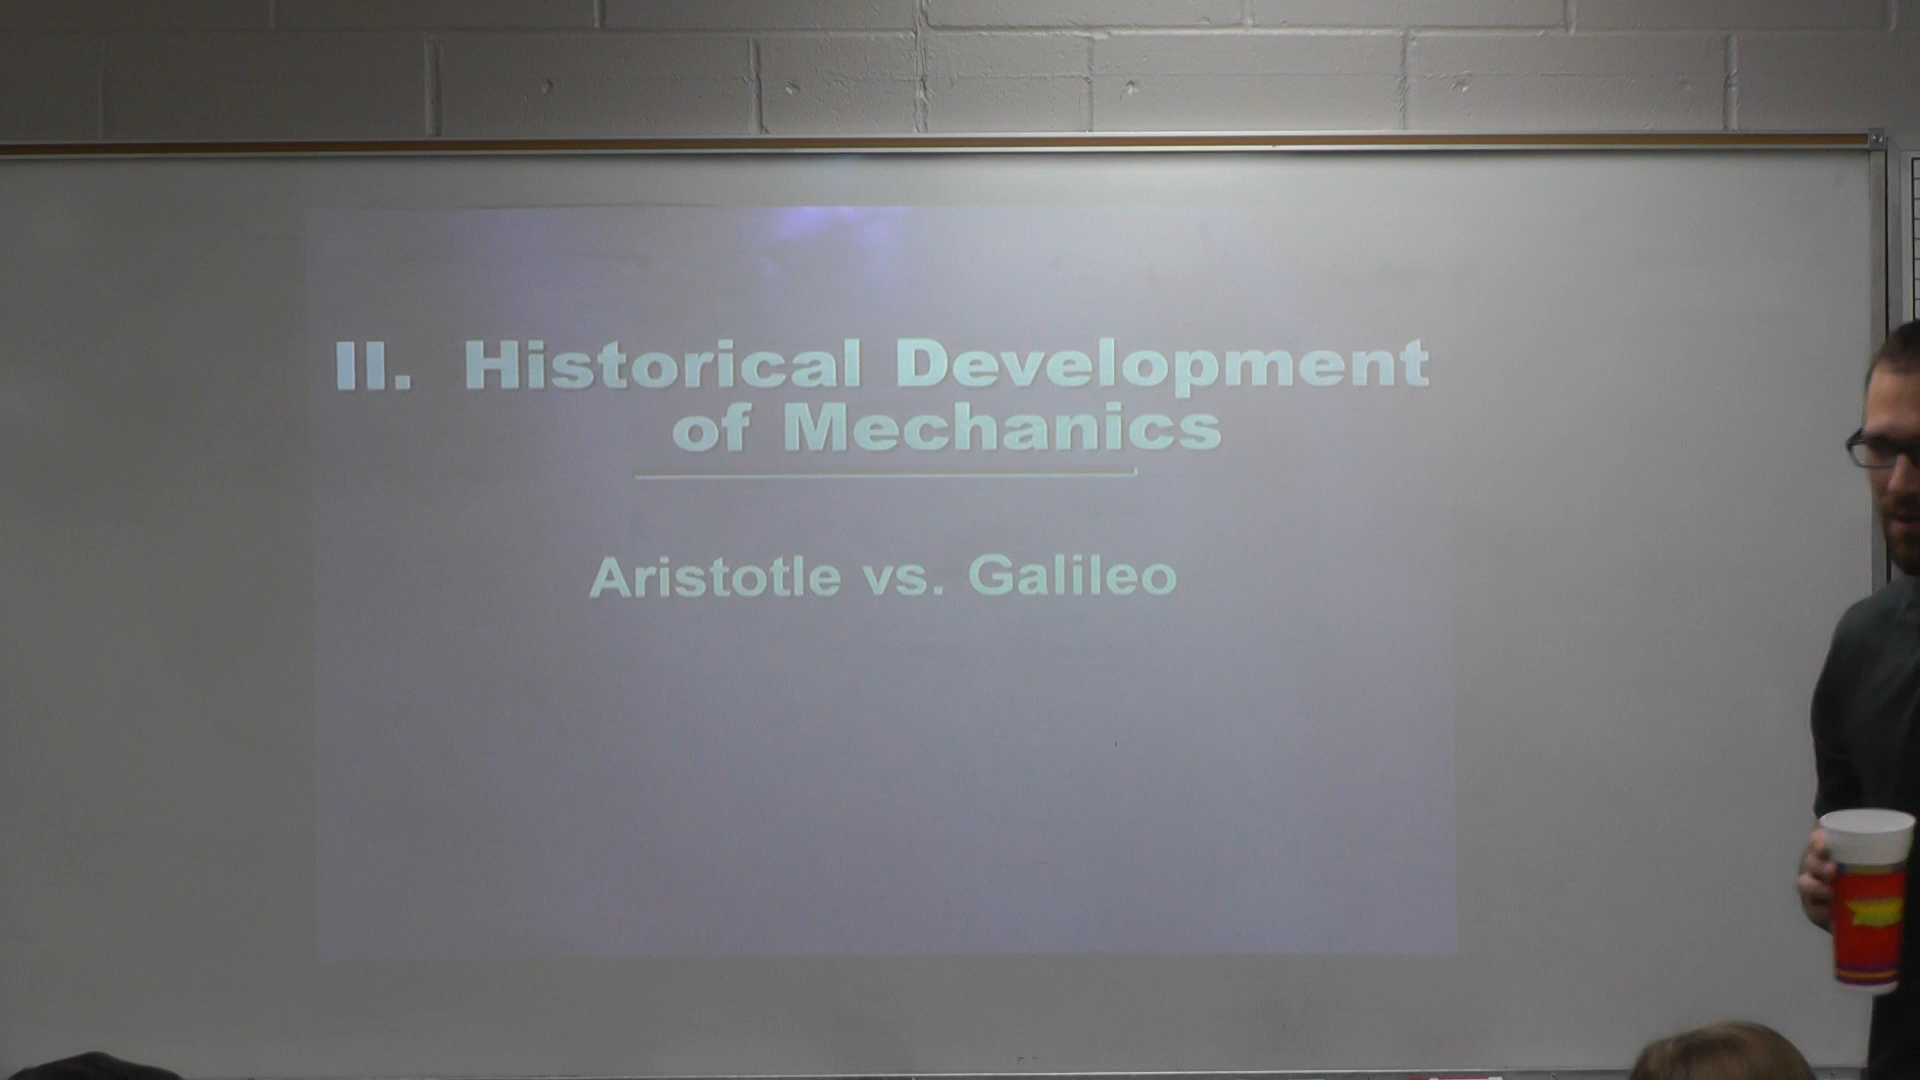 II. Historical Development
of Mechanics
Aristotle vs. Galileo